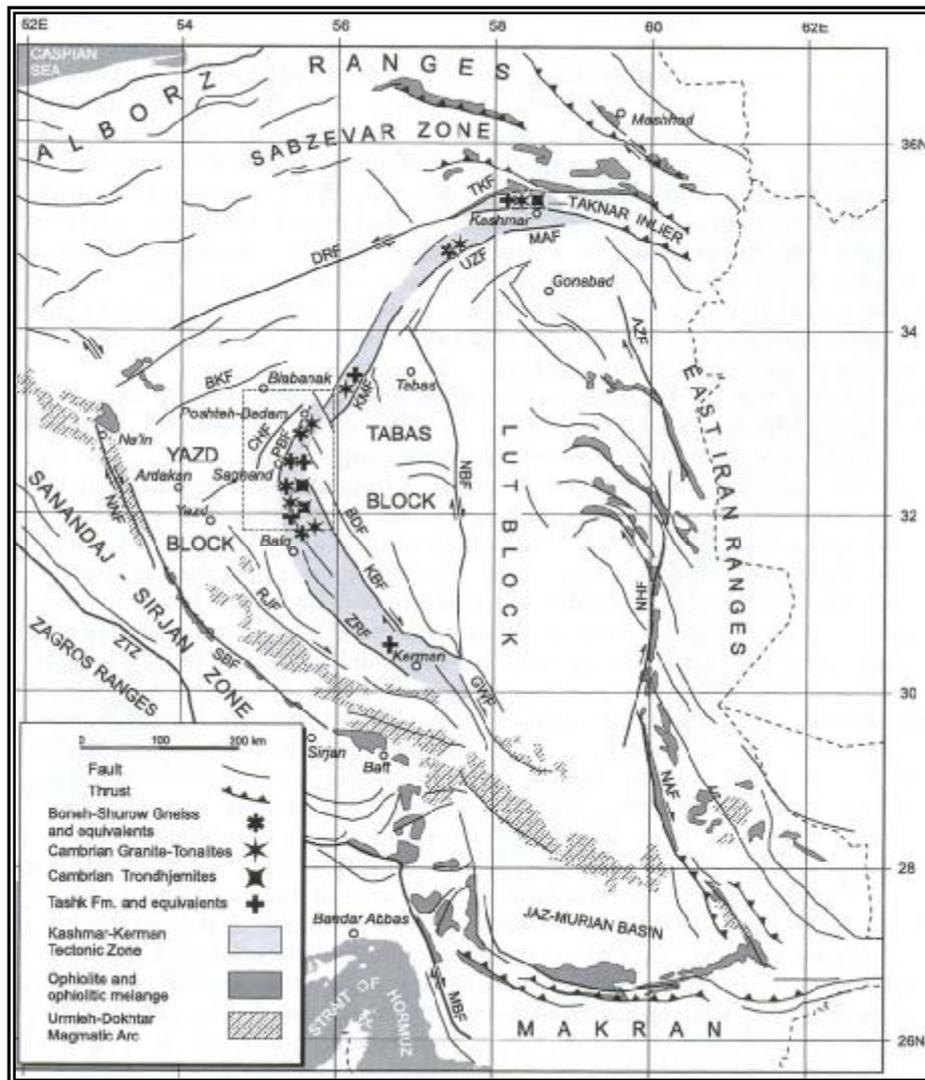 52E 54 56 58 60 62E
CASPIAN
SEA
ALBORZ RANGES
SABZEVAR ZONE
Mashhad
36N
TKF
TAKNAR INLIER
Kashmar
DRF
MAF
UZF
Gonabad
34
AZF
Biabanak
BKF
KMF
Tabas
Poshteh-Badam
CHF
PBF
EAST IRAN RANGES
Na'in
YAZD
TABAS
LUT BLOCK
Ardakan
Saghand
NBF
BLOCK
NAF
Yazd
BLOCK
BDF
32
SANANDAJ - SIRJAN ZONE
Bafq
KBF
NHF
RJF
ZRF
ZTZ
SBF
Kerman
ZAGROS RANGES
GWF
30
0 100 200 km
Sirjan
Baft
Fault
Thrust
NAF
Boneh-Shurow Gneiss
and equivalents
Cambrian Granite-Tonalites
28
Cambrian Trondhjemites
Tashk Fm. and equivalents
Bandar Abbas
JAZ-MURIAN BASIN
Kashmar-Kerman
Tectonic Zone
Ophiolite and
ophiolitic melange
STRAIT OF HORMUZ
MBF
Urmieh-Dokhtar
Magmatic Arc
MAKRAN
26N